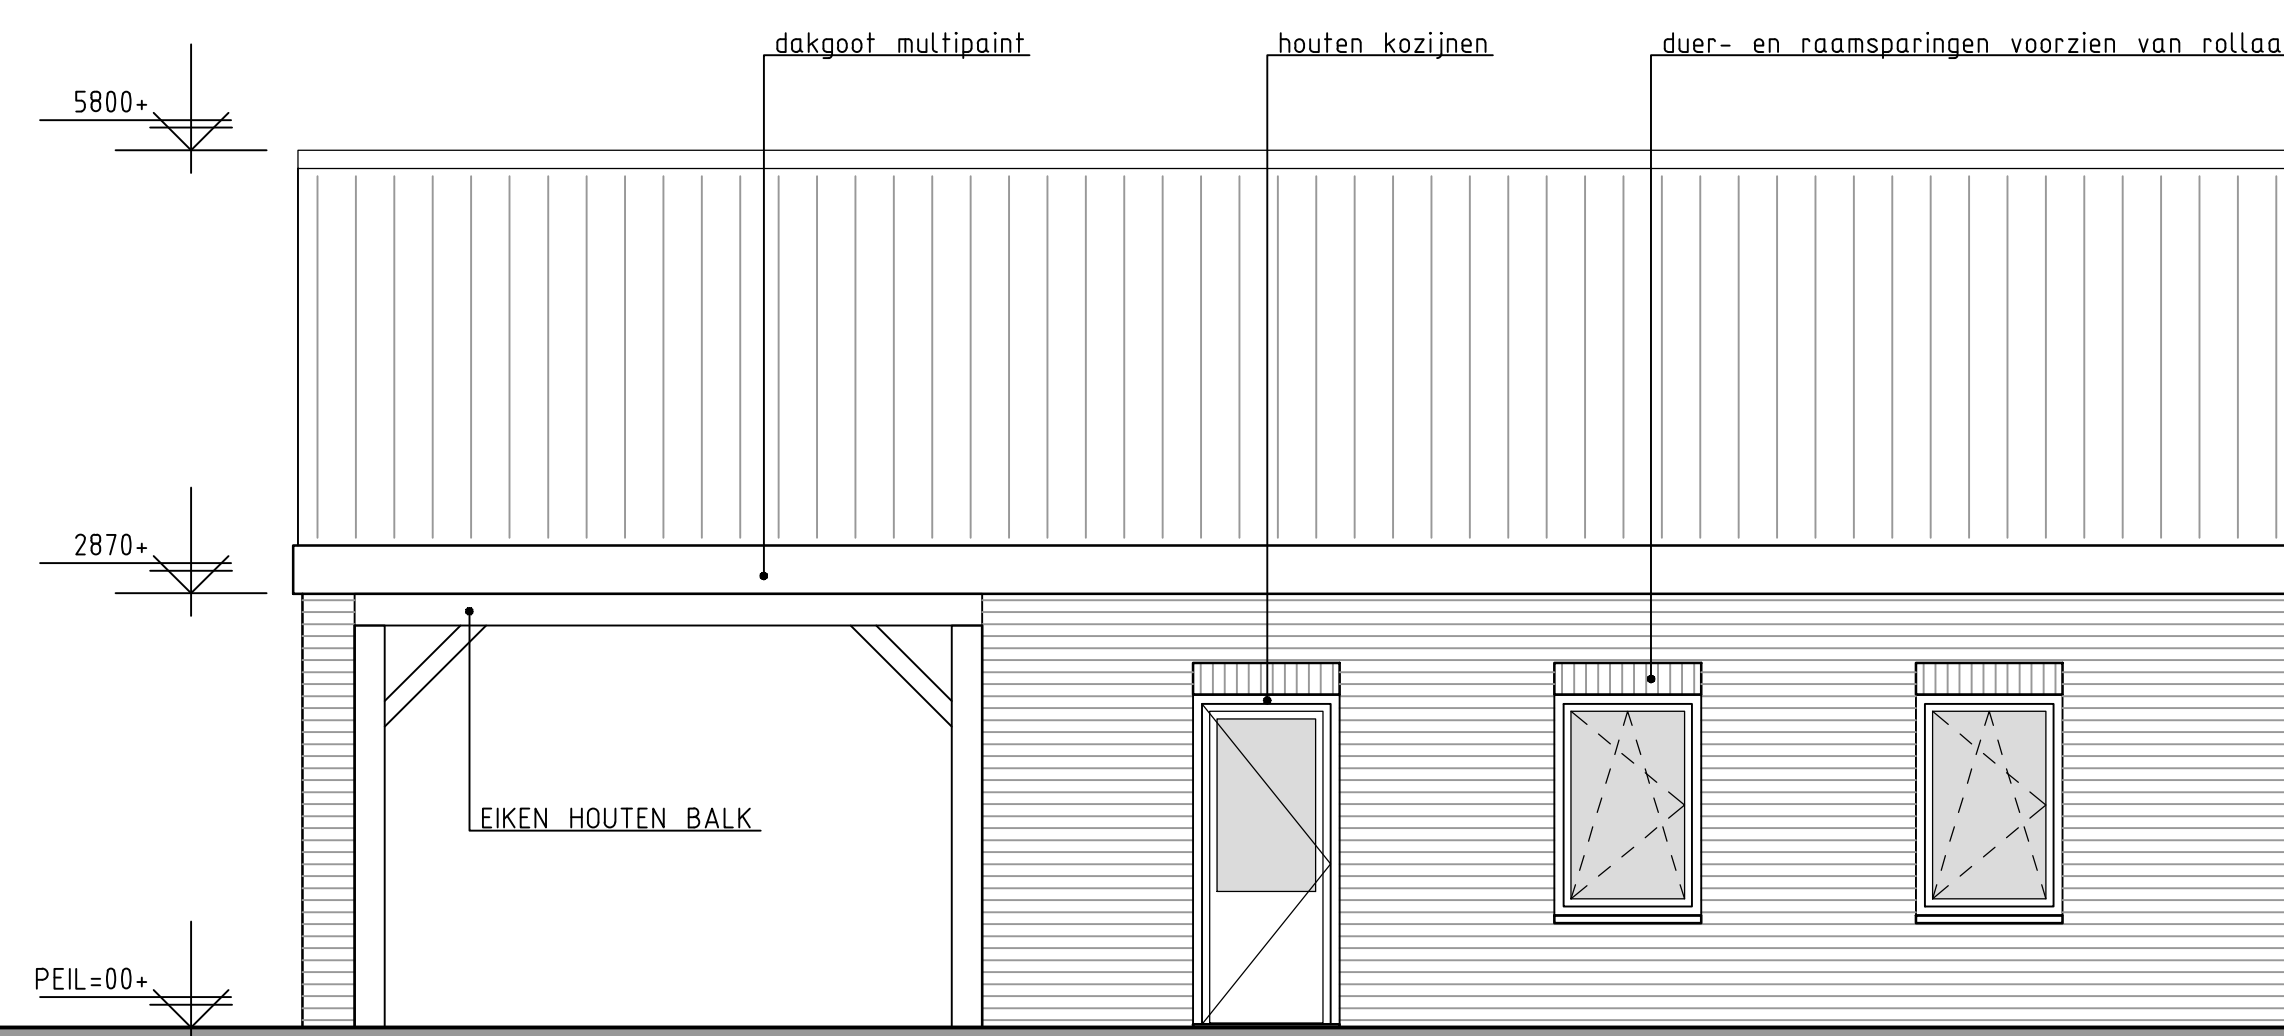 dakgoot multipaint
houten kozijnen
duer- en raamsparingen voorzien van rollaa
5800+
2870+
EIKEN HOUTEN BALK
PEIL=00+